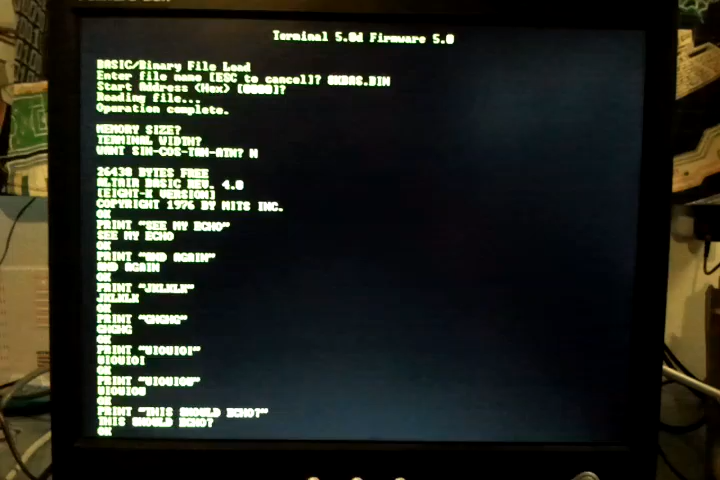 Terminal 5.0d Firmware 5.0
BASIC/Binary File Load
Enter file name [ESC to cancel]? 8KBAS.BIN
Start Address <Hex> [0000]?
Reading file...
Operation complete.
MEMORY SIZE?
TERMINAL WIDTH?
WANT SIN-COS-TAN-ATN? N
26430 BYTES FREE
ALTAIR BASIC REV. 4.0
[EIGHT-K VERSION]
COPYRIGHT 1976 BY MITS INC.
OK
PRINT "SEE MY ECHO"
SEE MY ECHO
OK
PRINT "AND AGAIN"
AND AGAIN
OK
PRINT "JKLKLK"
JKLKLK
OK
PRINT "GHGHG"
GHGHG
OK
PRINT "UIOUIOI"
UIOUIOI
OK
PRINT "UIOUIOU"
UIOUIOU
OK
PRINT "THIS SHOULD ECHO?"
THIS SHOULD ECHO?
OK